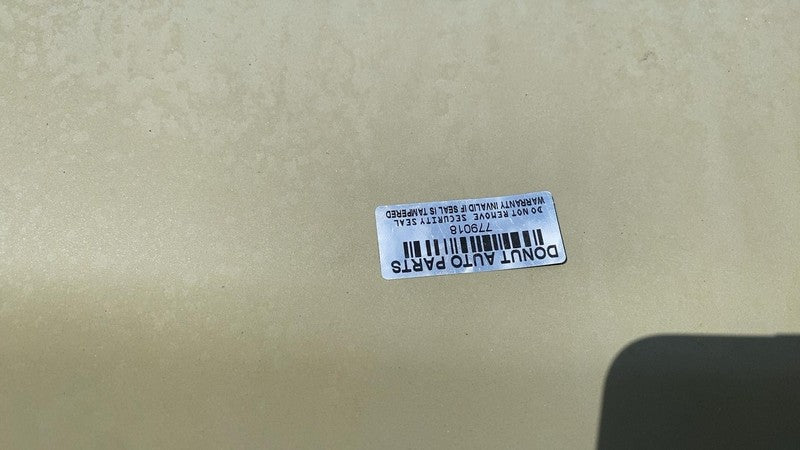 DONUT AUTO PARTS
779018
DO NOT REMOVE SECURITY SEAL
WARRANTY INVALID IF SEAL IS TAMPERED